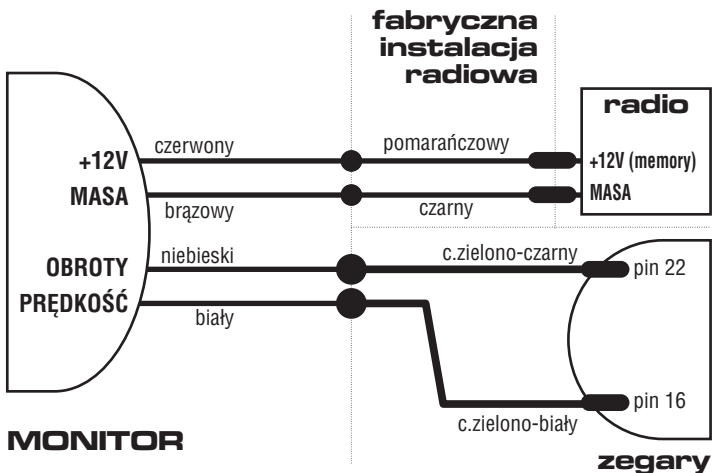 fabryczna
instalacja
radiowa
radio
czerwony
pomarańczowy
+12V
+12V (memory)
MASA
MASA
brązowy
czarny
niebieski
c.zielono-czarny
OBROTY
pin 22
PRĘDKOŚĆ
biały
pin 16
c.zielono-biały
MONITOR
zegary